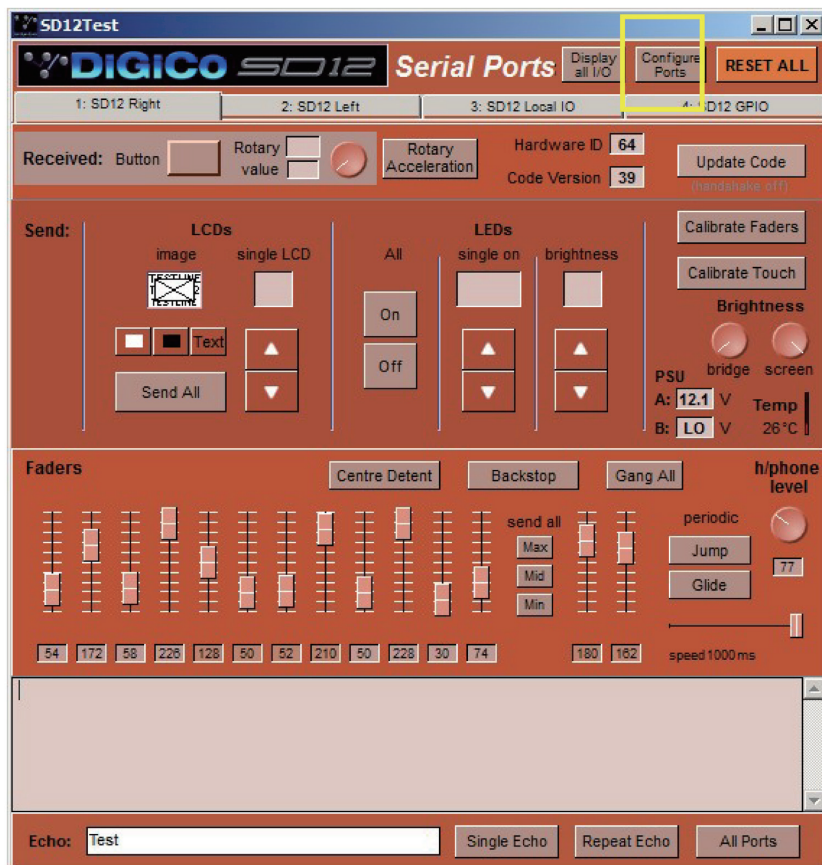 SD12Test
DiGiCo SD12 Serial Ports Display all I/O Configure Ports RESET ALL
1: SD12 Right 2: SD12 Left 3: SD12 Local IO 4: SD12 GPIO
Received: Button Rotary value Rotary Acceleration Hardware ID 64
Code Version 39
Update Code
(handshake off)
Send: LCDs LEDs Calibrate Faders
image single LCD All single on brightness
Calibrate Touch
TESTLINE
TESTLINE
Brightness
On
Text
bridge screen
Off
Send All
PSU
A: 12.1 V Temp
B: LO V 26°C
Faders Centre Detent Backstop Gang All h/phone level
send all periodic
Max Jump
Mid Glide
77
Min
54 172 58 226 128 50 52 210 50 228 30 74 180 162 speed 1000 ms
Echo: Test Single Echo Repeat Echo All Ports